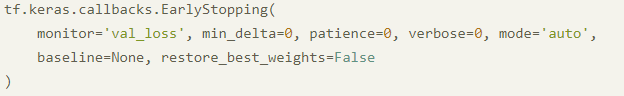 tf.keras.callbacks.EarlyStopping(
    monitor='val_loss', min_delta=0, patience=0, verbose=0, mode='auto',
    baseline=None, restore_best_weights=False
)